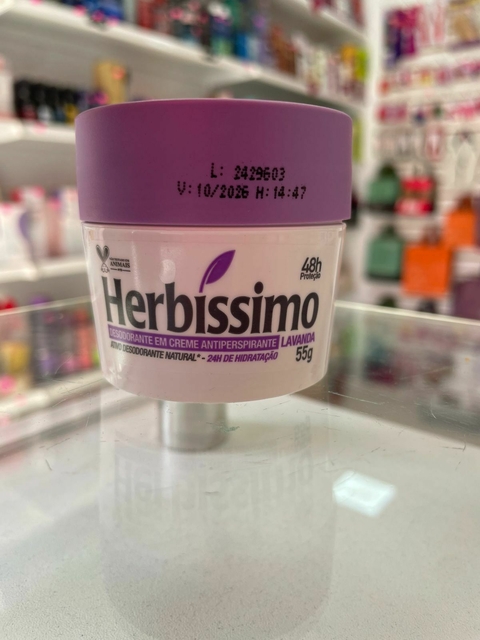 L: 2429603
V:10/2026 H:14:47
ANIMAIS
48h
Proteção
Herbíssimo
DESODORANTE EM CREME ANTIPERSPIRANTE LAVANDA
ATIVO DESODORANTE NATURAL* - 24H DE HIDRATAÇÃO
55g